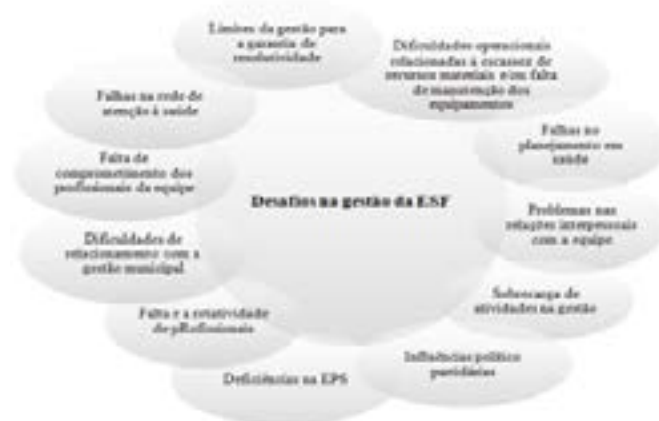 Limites da gestão para
a garantia de
resolutividade
Dificuldades operacionais
relacionadas à escassez de
recursos materiais e/ou falta
de manutenção dos
equipamentos
Falhas no
planejamento em
saúde
Problemas nas
relações interpessoais
com a equipe
Sobrecarga de
atividades na gestão
Influências político
partidárias
Deficiências na EPS
Falta e a rotatividade
de pRofissionais
Dificuldades de
relacionamento com a
gestão municipal
Falta de
comprometimento dos
profissionais da equipe
Falhas na rede de
atenção à saúde
Desafios na gestão da ESF